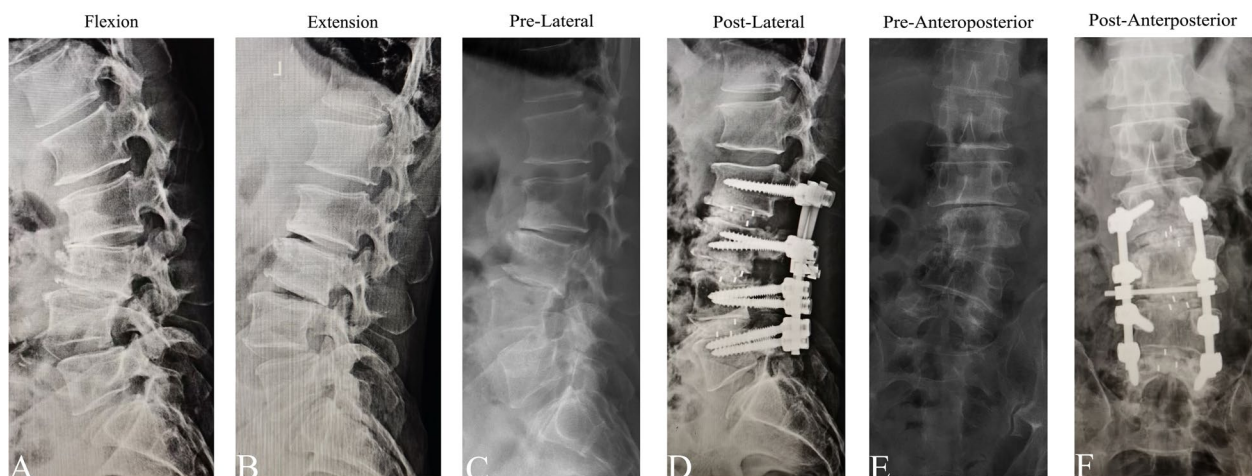 Flexion
Extension
Pre-Lateral
Post-Lateral
Pre-Anteroposterior
Post-Anterposterior
A
B
C
D
E
F